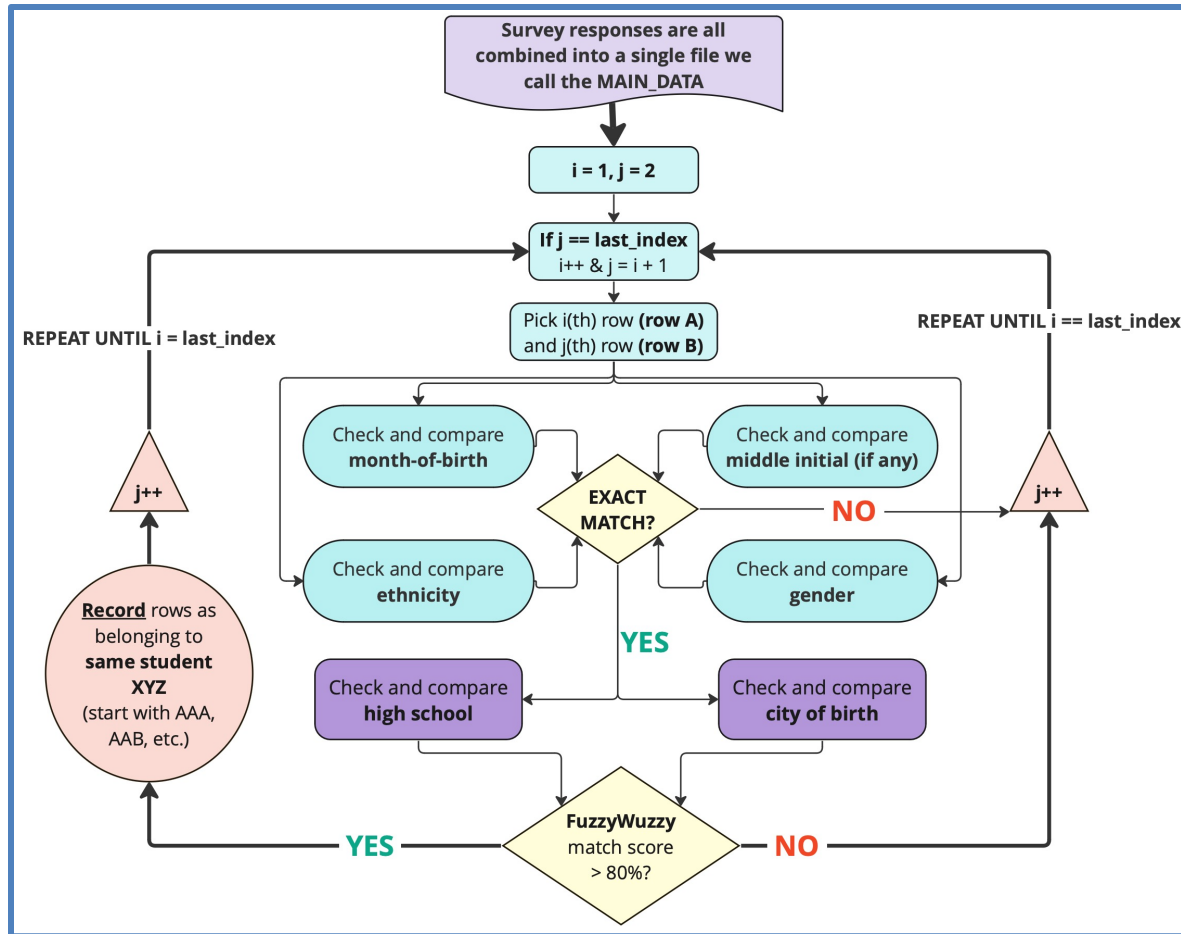 Survey responses are all
combined into a single file we
call the MAIN_DATA
i = 1, j = 2
If j == last_index
i++ & j = i + 1
Pick i(th) row (row A)
and j(th) row (row B)
REPEAT UNTIL i = last_index
REPEAT UNTIL i == last_index
Check and compare
month-of-birth
Check and compare
middle initial (if any)
EXACT
MATCH?
NO
j++
j++
Check and compare
ethnicity
Check and compare
gender
YES
Record rows as
belonging to
same student
XYZ
(start with AAA,
AAB, etc.)
Check and compare
high school
Check and compare
city of birth
FuzzyWuzzy
match score
> 80%?
YES
NO